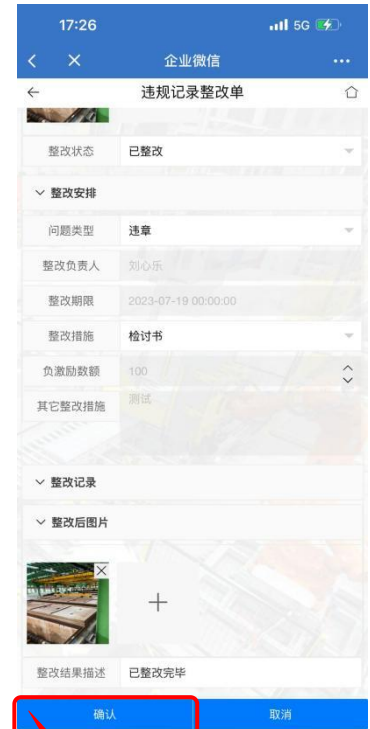 17:26 5G
企业微信
违规记录整改单
整改状态 已整改
整改安排
问题类型 违章
整改负责人 刘心乐
整改期限 2023-07-19 00:00:00
整改措施 检讨书
负激励数额 100
其它整改措施 测试
整改记录
整改后图片
整改结果描述 已整改完毕
确认 取消